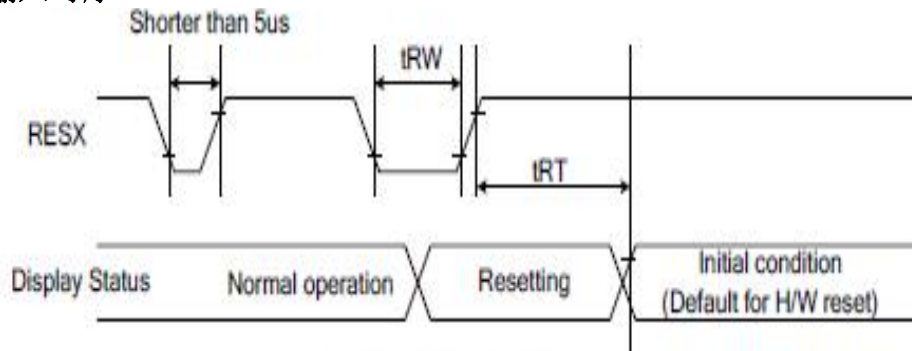 Shorter than 5us
tRW
RESX
tRT
Display Status
Normal operation
Resetting
Initial condition
(Default for H/W reset)